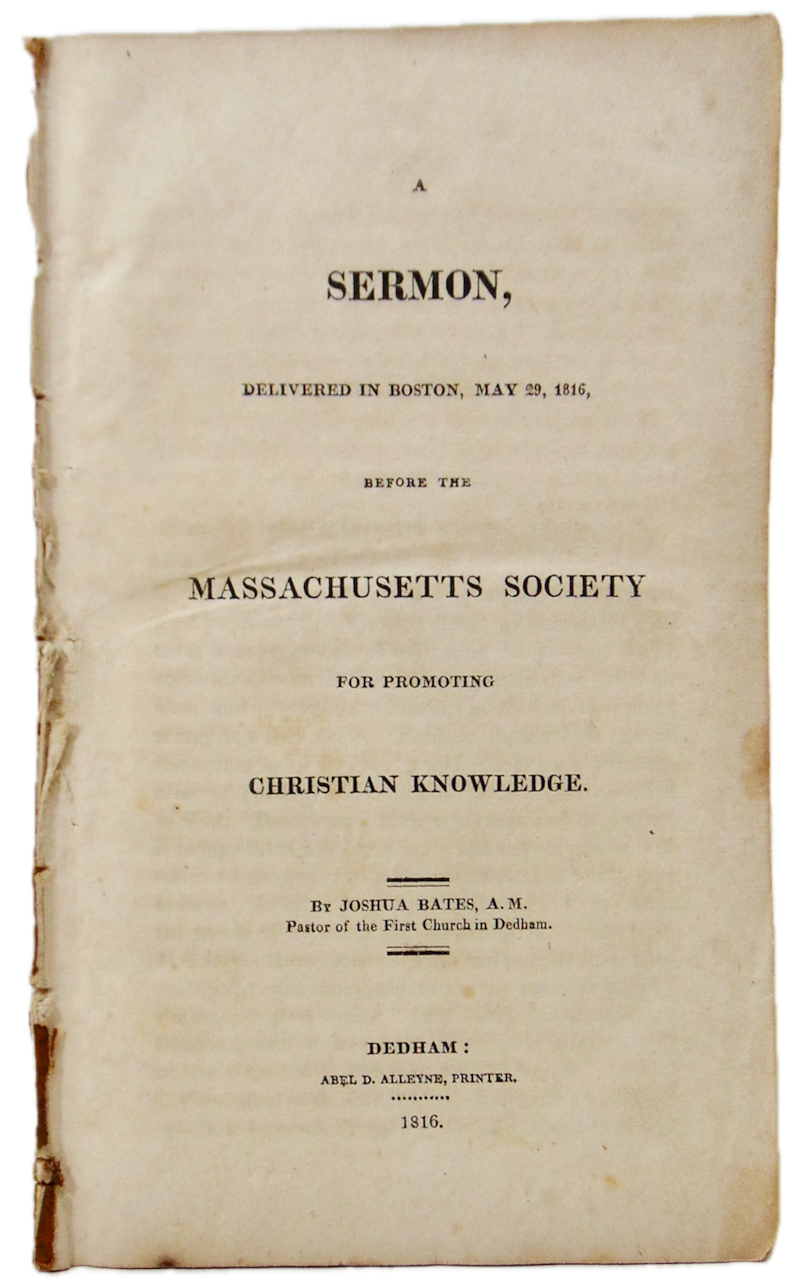 A
SERMON,
DELIVERED IN BOSTON, MAY 29, 1816,
BEFORE THE
MASSACHUSETTS SOCIETY
FOR PROMOTING
CHRISTIAN KNOWLEDGE.
By JOSHUA BATES, A. M.
Pastor of the First Church in Dedham.
DEDHAM:
ABEL D. ALLEYNE, PRINTER.
1816.